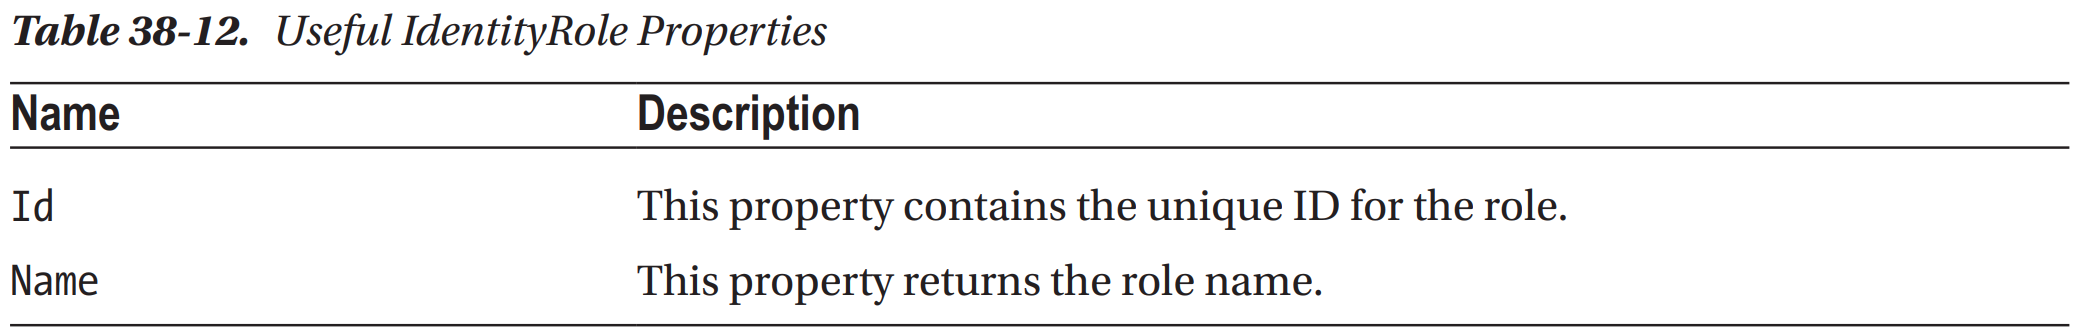 Table 38-12. Useful IdentityRole Properties
Name Description
Id This property contains the unique ID for the role.
Name This property returns the role name.